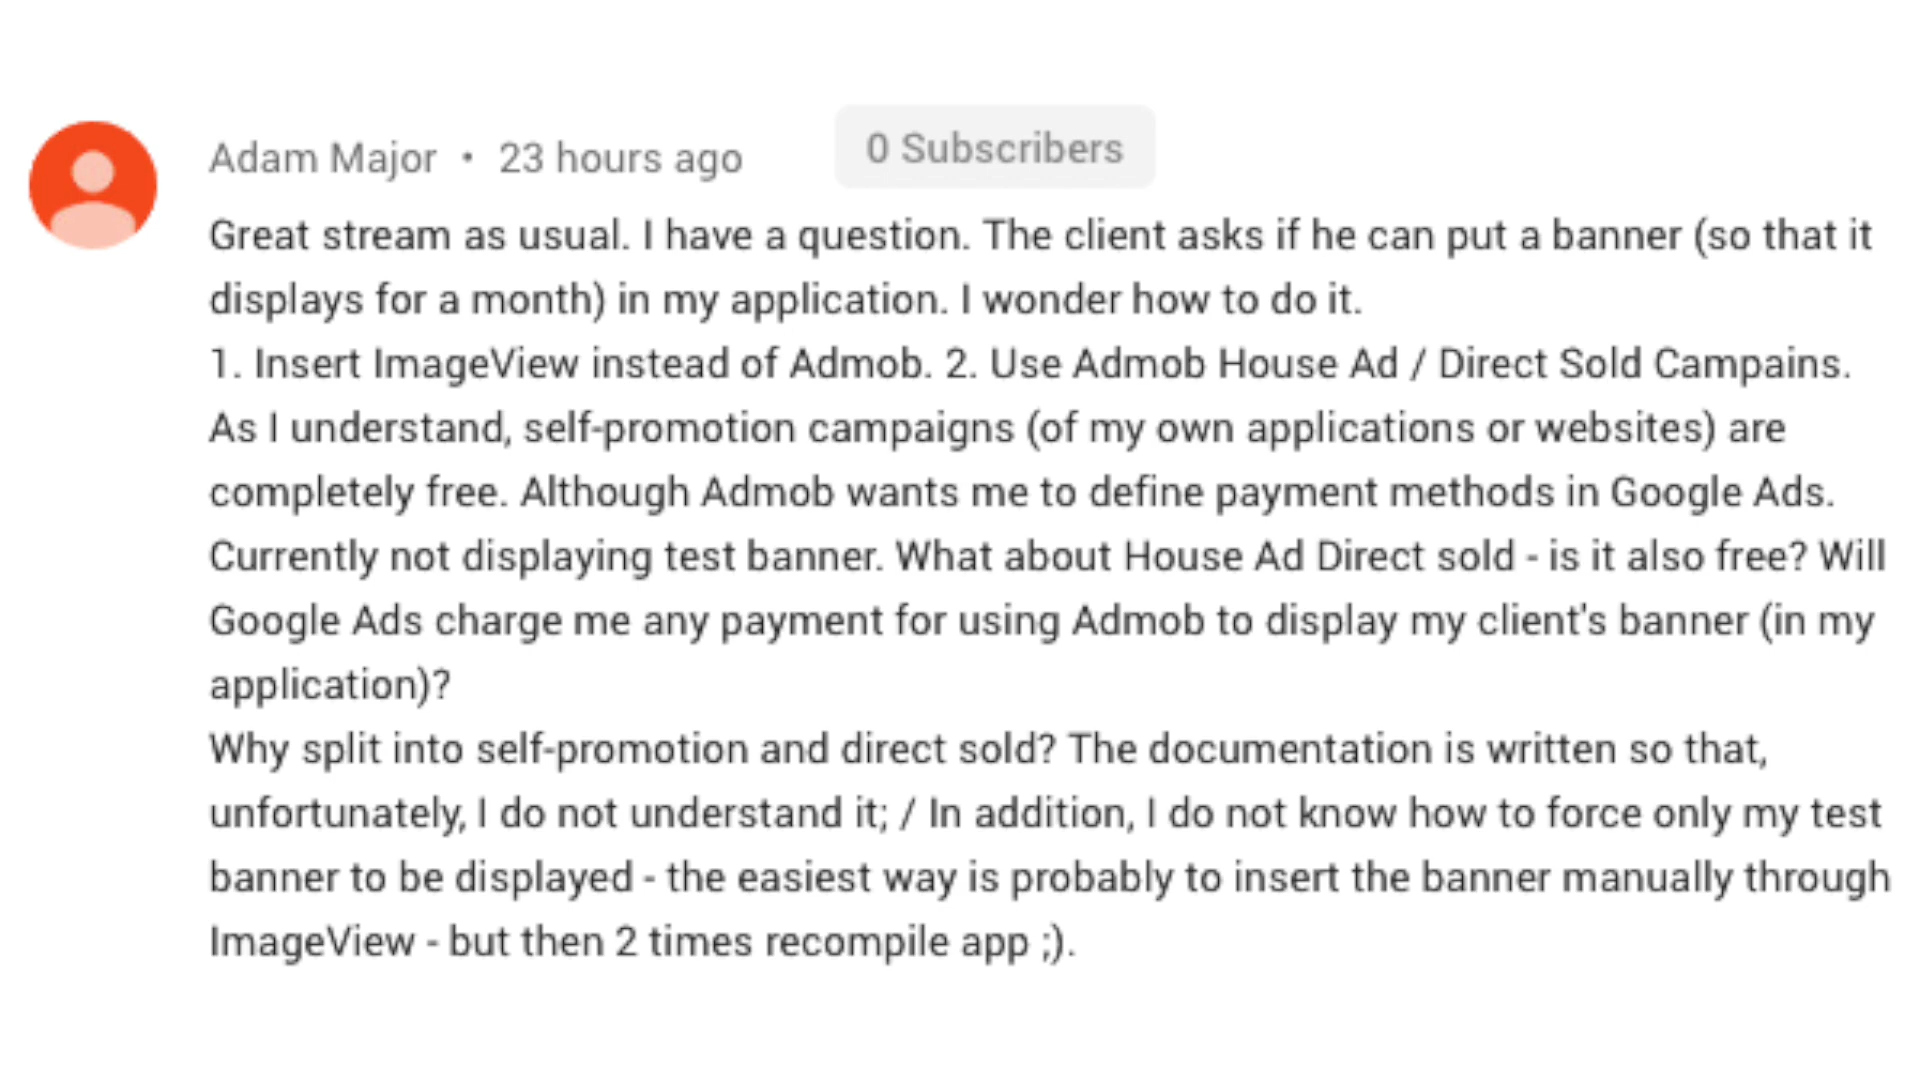 Adam Major • 23 hours ago
0 Subscribers
Great stream as usual. I have a question. The client asks if he can put a banner (so that it
displays for a month) in my application. I wonder how to do it.
1. Insert ImageView instead of Admob. 2. Use Admob House Ad / Direct Sold Campains.
As I understand, self-promotion campaigns (of my own applications or websites) are
completely free. Although Admob wants me to define payment methods in Google Ads.
Currently not displaying test banner. What about House Ad Direct sold - is it also free? Will
Google Ads charge me any payment for using Admob to display my client's banner (in my
application)?
Why split into self-promotion and direct sold? The documentation is written so that,
unfortunately, I do not understand it; / In addition, I do not know how to force only my test
banner to be displayed - the easiest way is probably to insert the banner manually through
ImageView - but then 2 times recompile app ;).